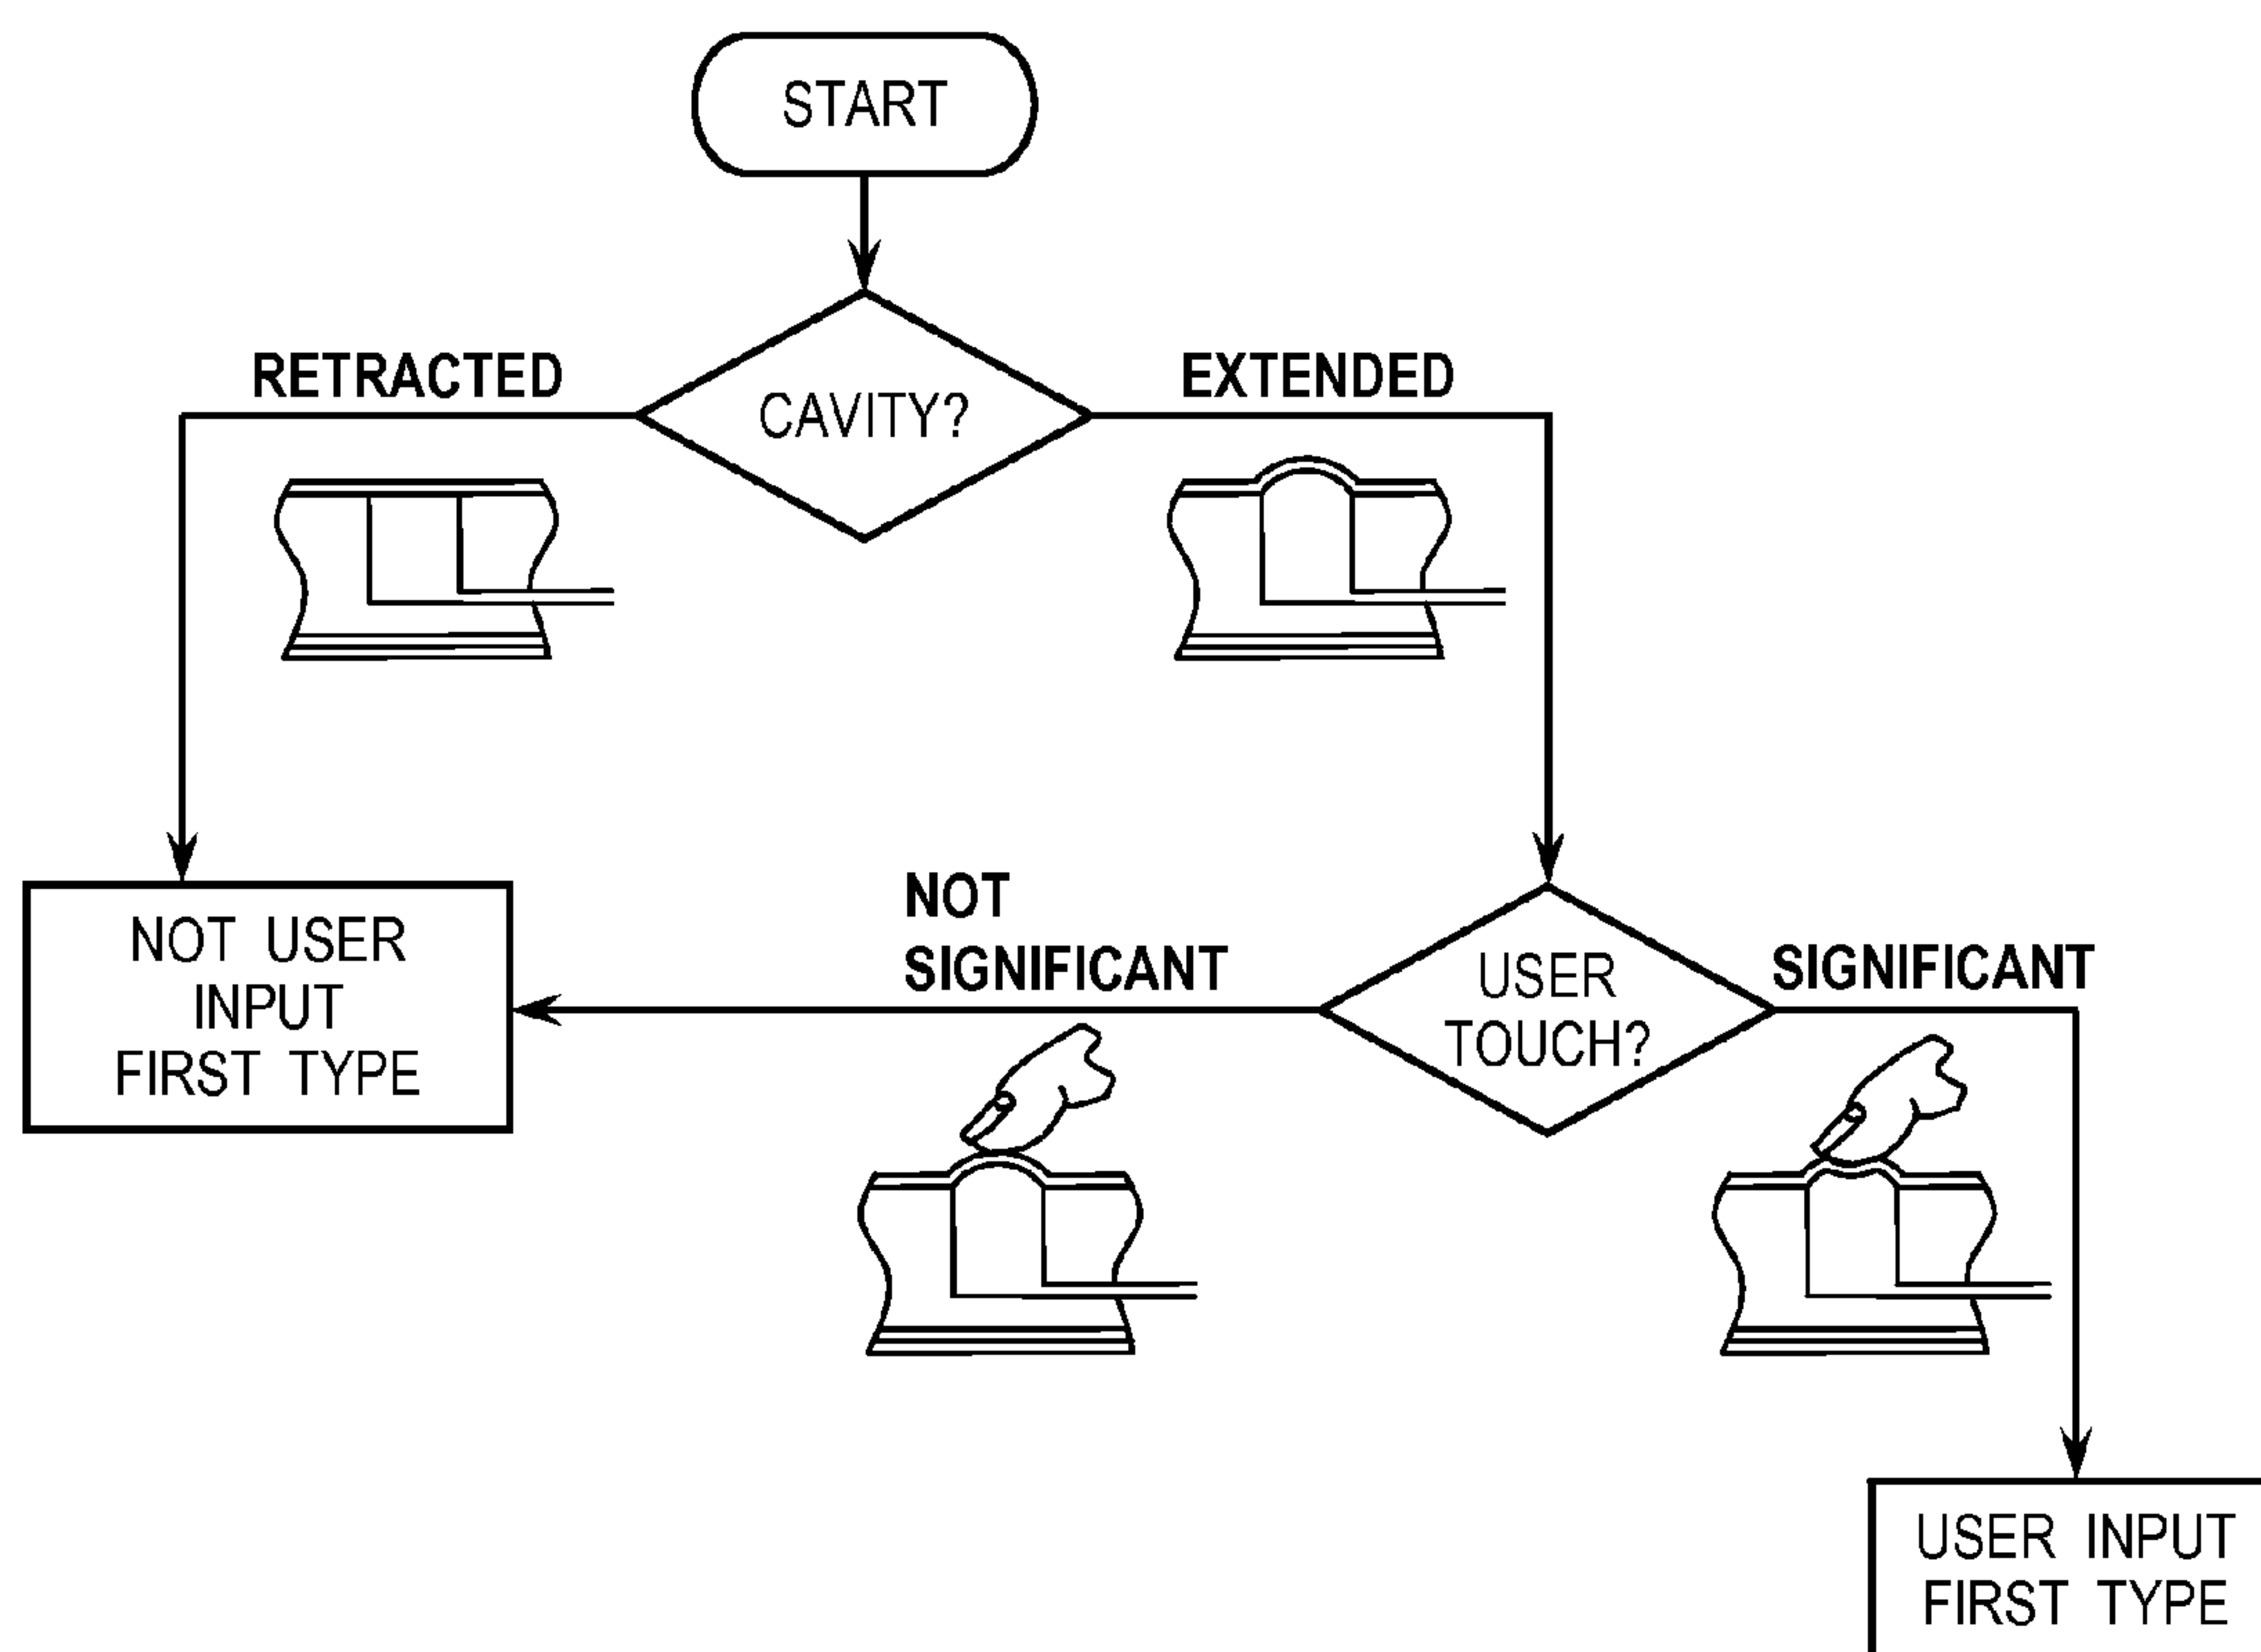 START
RETRACTED
CAVITY?
EXTENDED
NOT USER
INPUT
FIRST TYPE
NOT
SIGNIFICANT
USER
TOUCH?
SIGNIFICANT
USER INPUT
FIRST TYPE